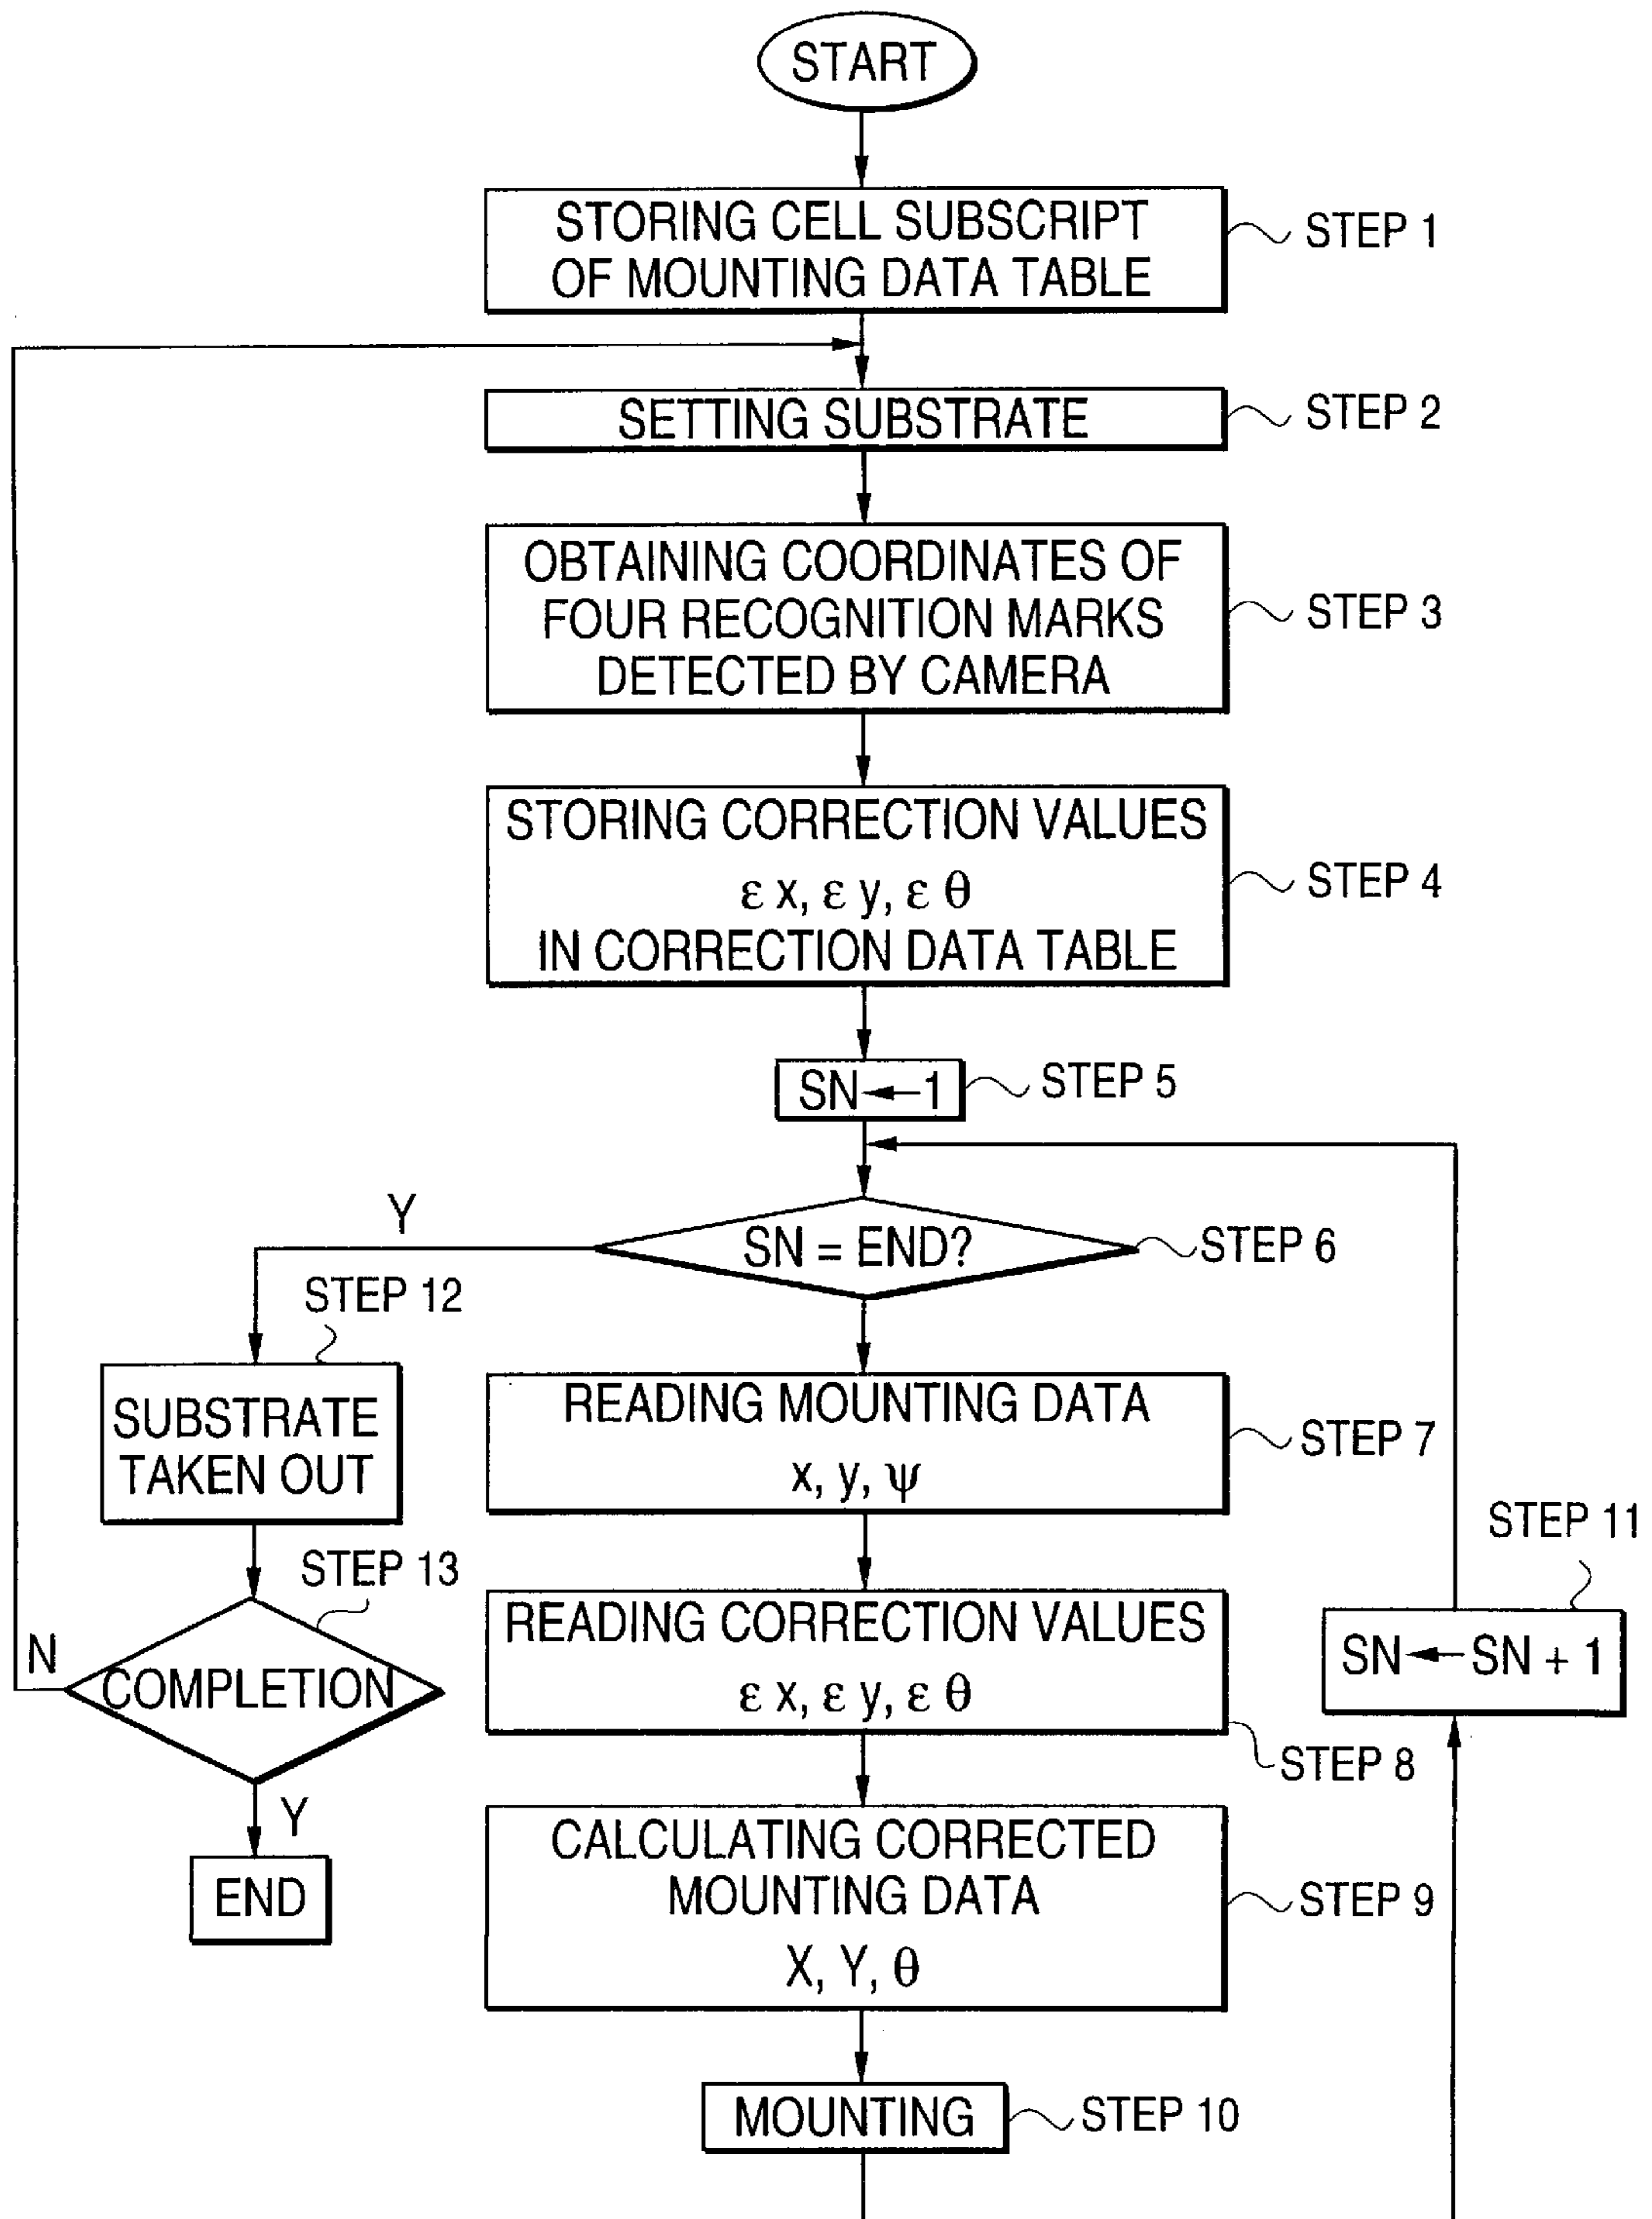 START
STORING CELL SUBSCRIPT
OF MOUNTING DATA TABLE
STEP 1
SETTING SUBSTRATE
STEP 2
OBTAINING COORDINATES OF
FOUR RECOGNITION MARKS
DETECTED BY CAMERA
STEP 3
STORING CORRECTION VALUES
ε x, ε y, ε θ
IN CORRECTION DATA TABLE
STEP 4
SN←1
STEP 5
SN = END?
STEP 6
Y
STEP 12
SUBSTRATE
TAKEN OUT
READING MOUNTING DATA
x, y, ψ
STEP 7
STEP 13
COMPLETION
N
Y
END
READING CORRECTION VALUES
ε x, ε y, ε θ
STEP 8
STEP 11
SN←SN + 1
CALCULATING CORRECTED
MOUNTING DATA
X, Y, θ
STEP 9
MOUNTING
STEP 10